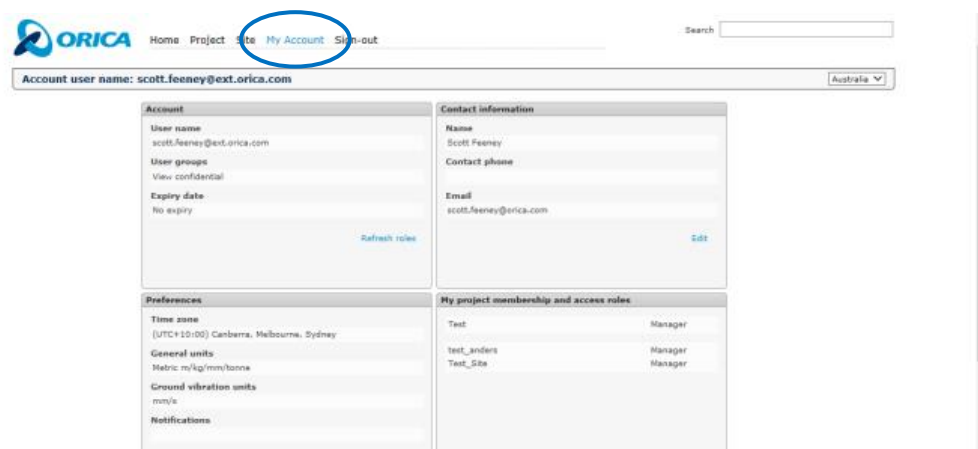 ORICA
Home Project Site My Account Sign-out
Search
Account user name: scott.feeney@ext.orica.com
Australia
Account
User name
scott.feeney@ext.orica.com
User groups
View confidential
Expiry date
No expiry
Refresh roles
Contact information
Name
Scott Feeney
Contact phone
Email
scott.feeney@orica.com
Edit
Preferences
Time zone
(UTC+10:00) Canberra, Melbourne, Sydney
General units
Metric m/kg/mm/tonne
Ground vibration units
mm/s
Notifications
My project membership and access roles
Test Manager
test_anders Manager
Test_Site Manager